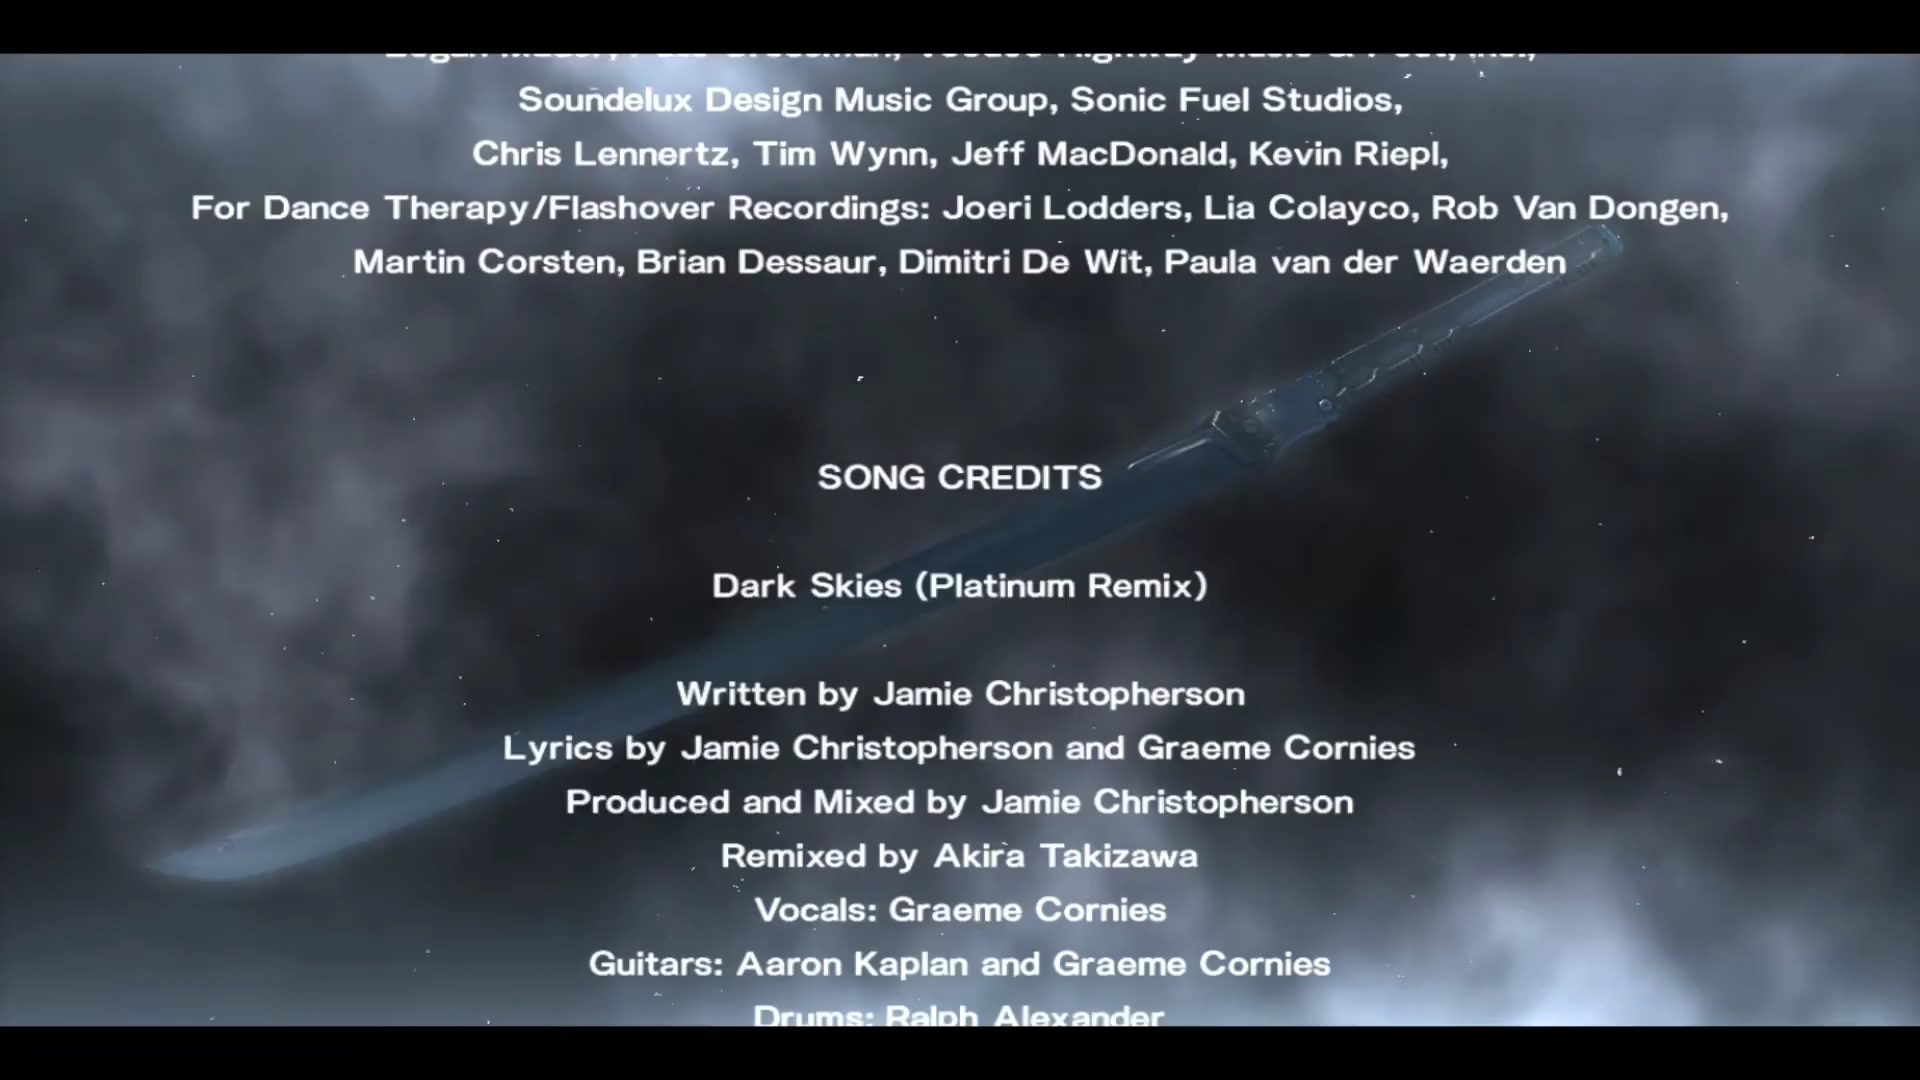 Soundelux Design Music Group, Sonic Fuel Studios,
Chris Lennertz, Tim Wynn, Jeff MacDonald, Kevin Riepl,
For Dance Therapy/Flashover Recordings: Joeri Lodders, Lia Colayco, Rob Van Dongen,
Martin Corsten, Brian Dessaur, Dimitri De Wit, Paula van der Waerden
SONG CREDITS
Dark Skies (Platinum Remix)
Written by Jamie Christopherson
Lyrics by Jamie Christopherson and Graeme Cornies
Produced and Mixed by Jamie Christopherson
Remixed by Akira Takizawa
Vocals: Graeme Cornies
Guitars: Aaron Kaplan and Graeme Cornies
Drums: Ralph Alexander